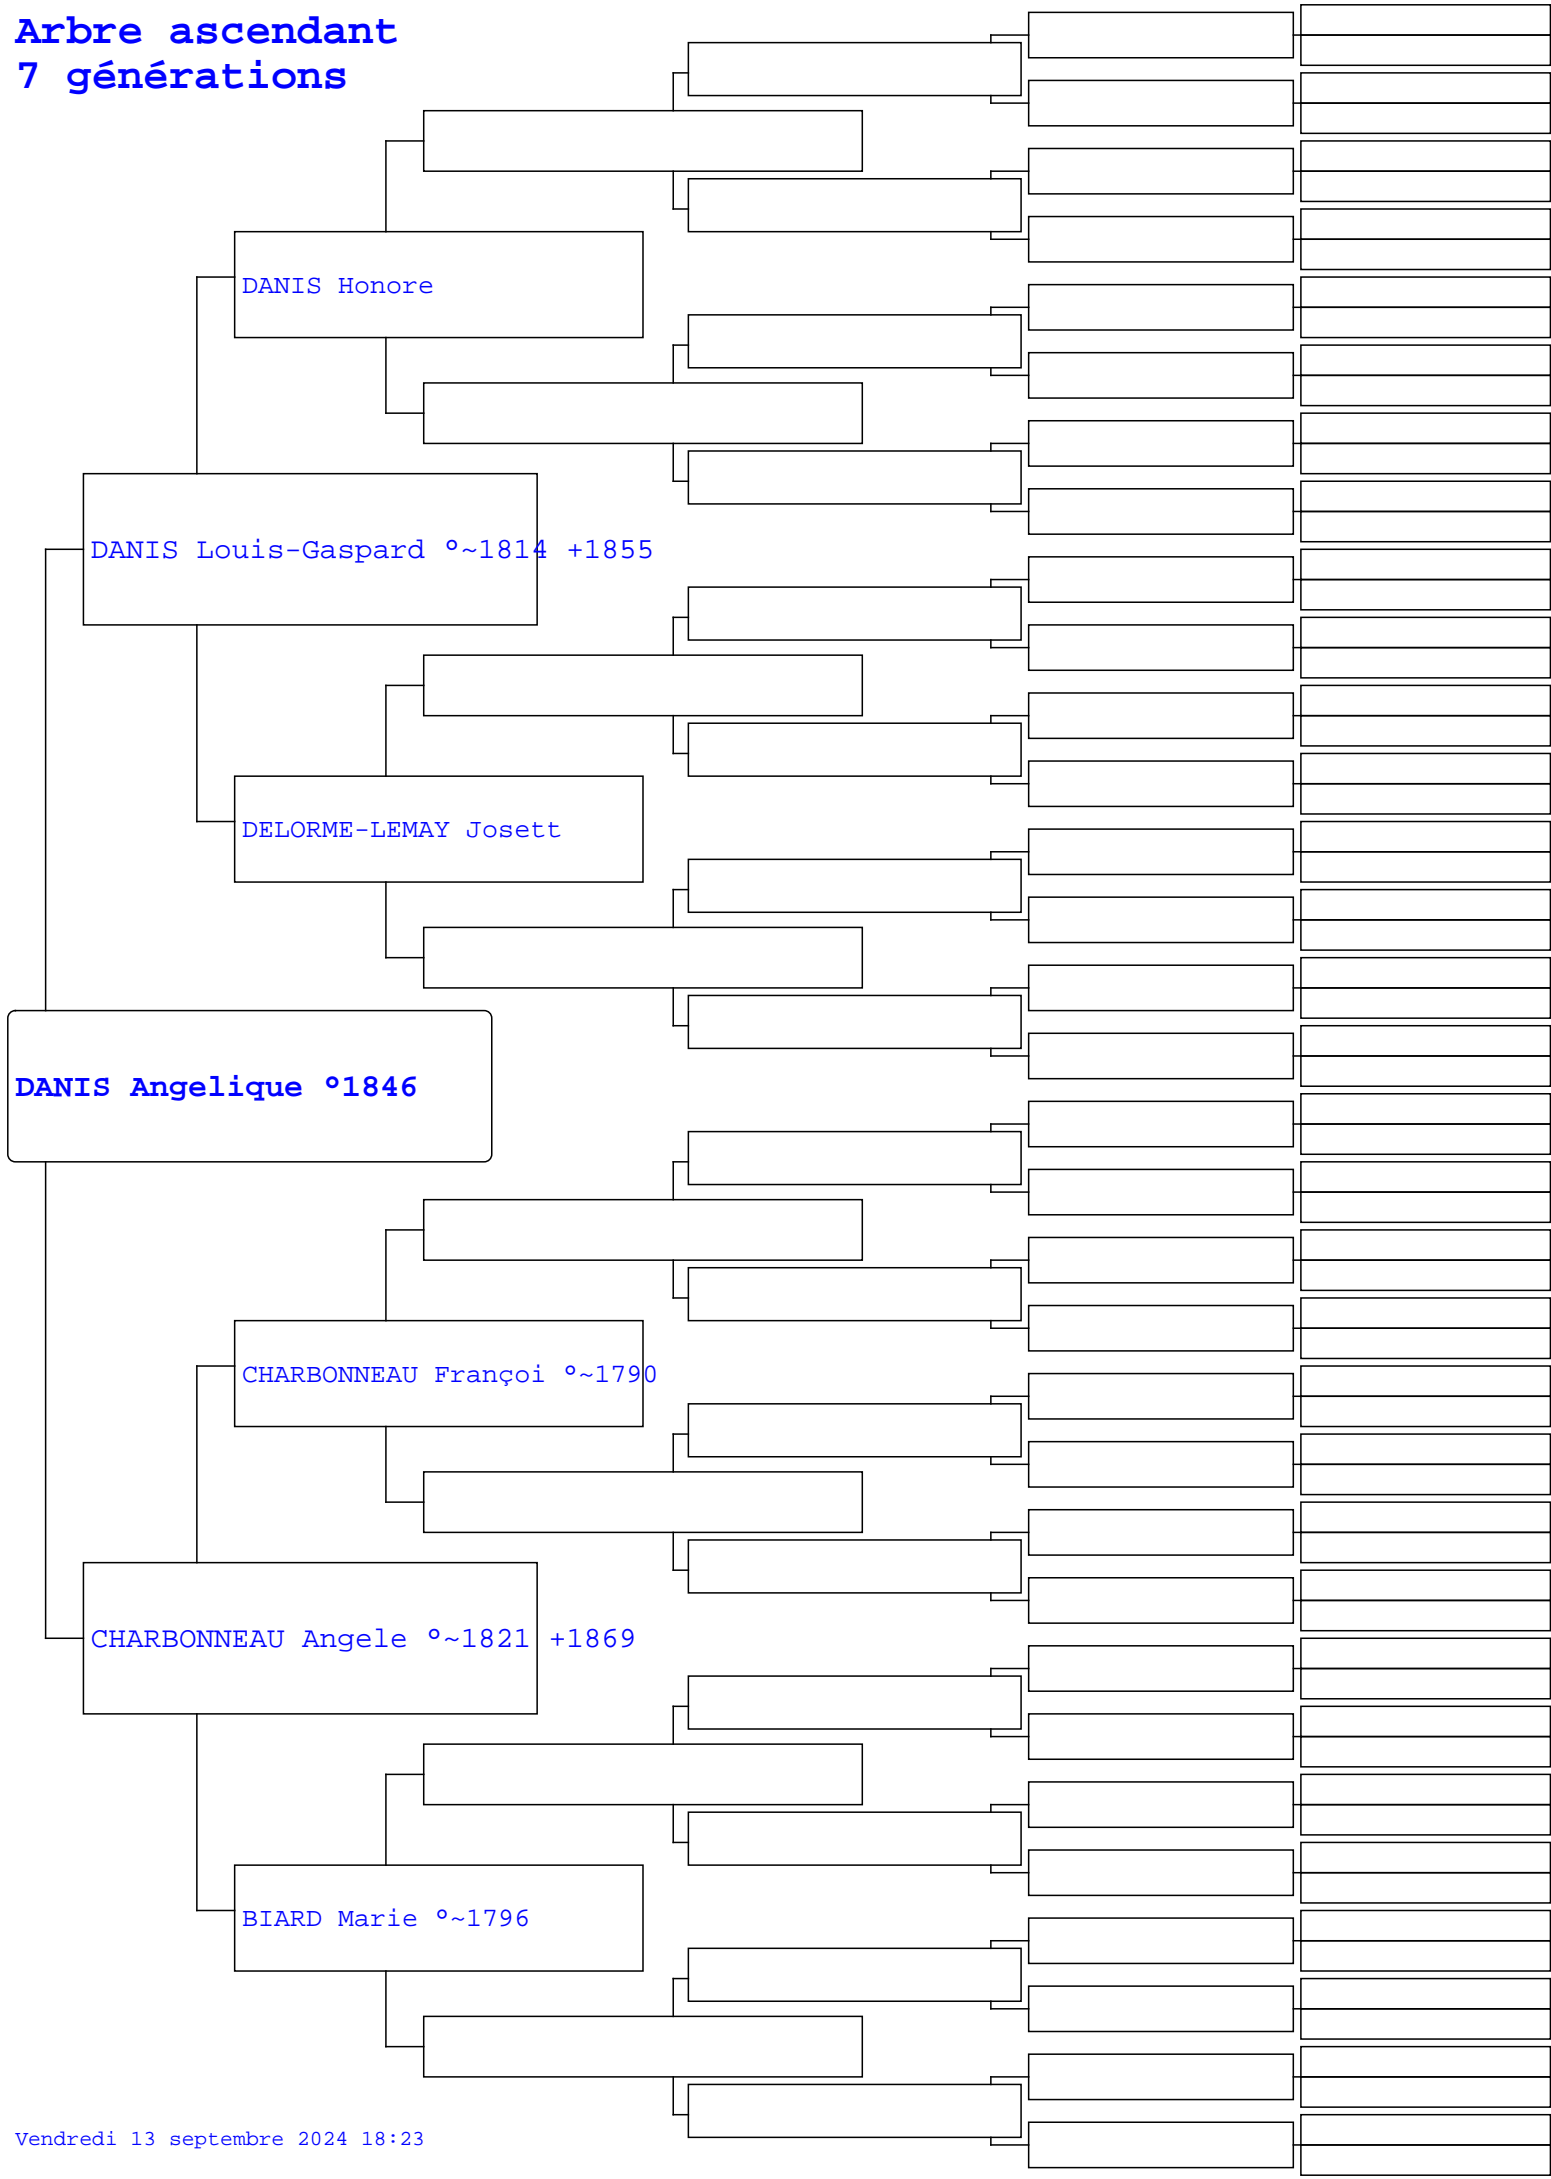 Arbre ascendant
7 générations
DANIS Honore
DANIS Louis-Gaspard °~1814 +1855
DELORME-LEMAY Josett
DANIS Angelique °1846
CHARBONNEAU Françoi °~1790
CHARBONNEAU Angele °~1821 +1869
BIARD Marie °~1796
Vendredi 13 septembre 2024 18:23